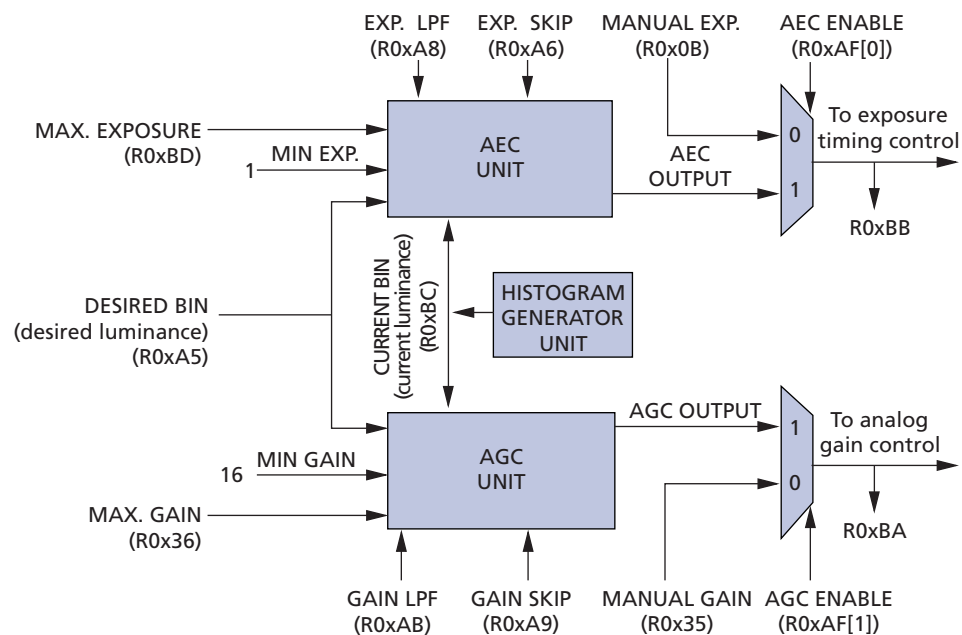 EXP. LPF
(R0xA8)
EXP. SKIP
(R0xA6)
MANUAL EXP.
(R0x0B)
AEC ENABLE
(R0xAF[0])
MAX. EXPOSURE
(R0xBD)
1
MIN EXP.
AEC
UNIT
AEC
OUTPUT
0
1
To exposure
timing control
R0xBB
DESIRED BIN
(desired luminance)
(R0xA5)
CURRENT BIN
(current luminance)
(R0xBC)
HISTOGRAM
GENERATOR
UNIT
16
MIN GAIN
MAX. GAIN
(R0x36)
AGC
UNIT
AGC OUTPUT
1
0
To analog
gain control
R0xBA
GAIN LPF
(R0xAB)
GAIN SKIP
(R0xA9)
MANUAL GAIN
(R0x35)
AGC ENABLE
(R0xAF[1])